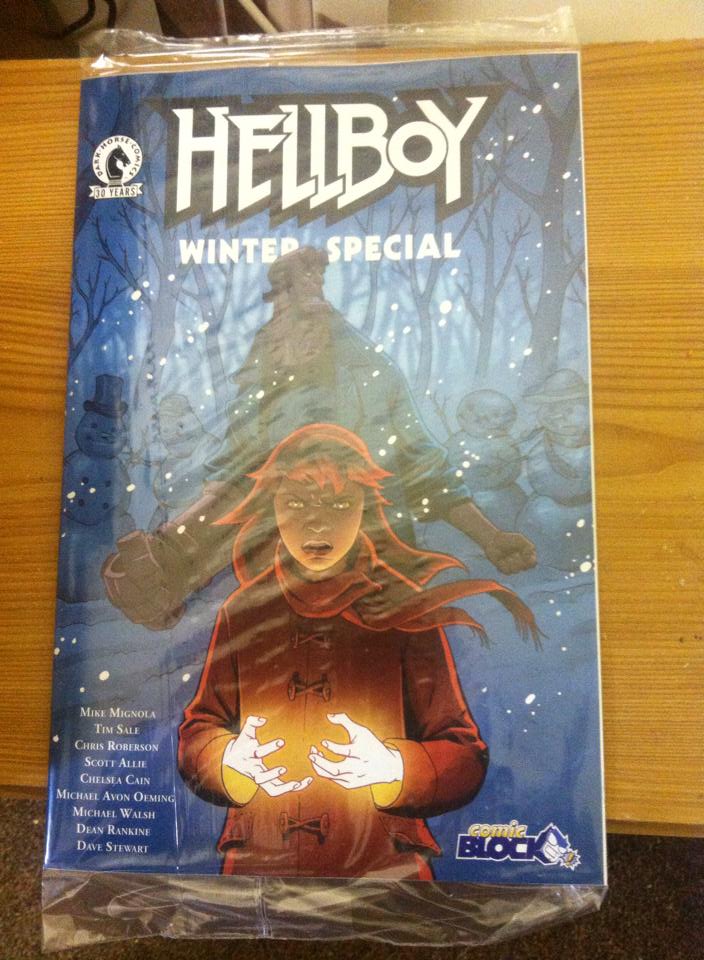 HELLBOY
DARK·HORSE·COMICS
30 YEARS
WINTER SPECIAL
MIKE MIGNOLA
TIM SALE
CHRIS ROBERSON
SCOTT ALLIE
CHELSEA CAIN
MICHAEL AVON OEMING
MICHAEL WALSH
DEAN RANKINE
DAVE STEWART
comic
BLOCK